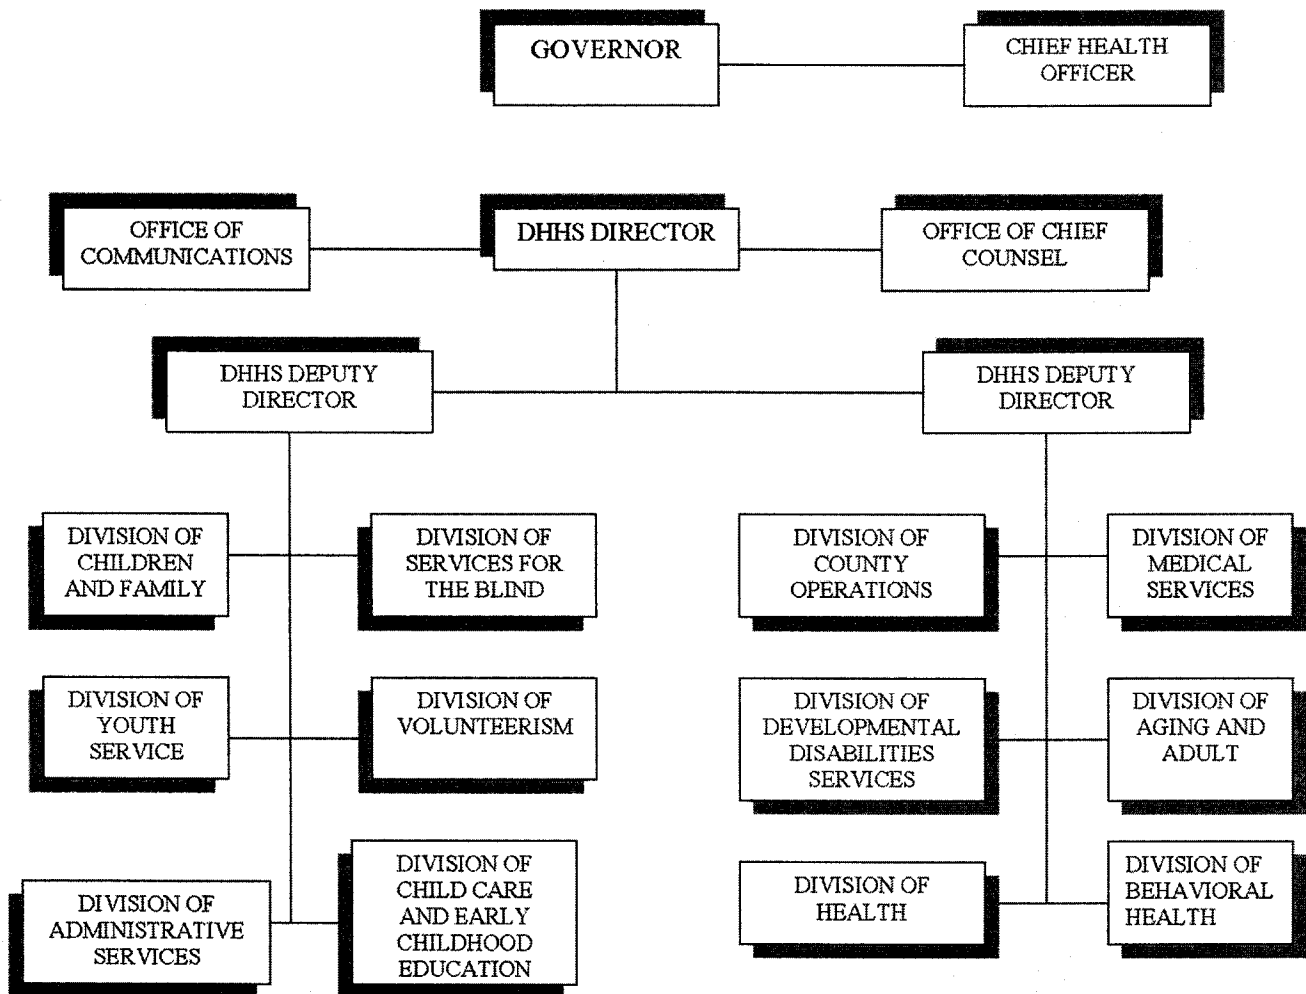 GOVERNOR
CHIEF HEALTH
OFFICER
OFFICE OF
COMMUNICATIONS
DHHS DIRECTOR
OFFICE OF CHIEF
COUNSEL
DHHS DEPUTY
DIRECTOR
DHHS DEPUTY
DIRECTOR
DIVISION OF
CHILDREN
AND FAMILY
DIVISION OF
SERVICES FOR
THE BLIND
DIVISION OF
COUNTY
OPERATIONS
DIVISION OF
MEDICAL
SERVICES
DIVISION OF
YOUTH
SERVICE
DIVISION OF
VOLUNTEERISM
DIVISION OF
DEVELOPMENTAL
DISABILITIES
SERVICES
DIVISION OF
AGING AND
ADULT
DIVISION OF
ADMINISTRATIVE
SERVICES
DIVISION OF
CHILD CARE
AND EARLY
CHILDHOOD
EDUCATION
DIVISION OF
HEALTH
DIVISION OF
BEHAVIORAL
HEALTH